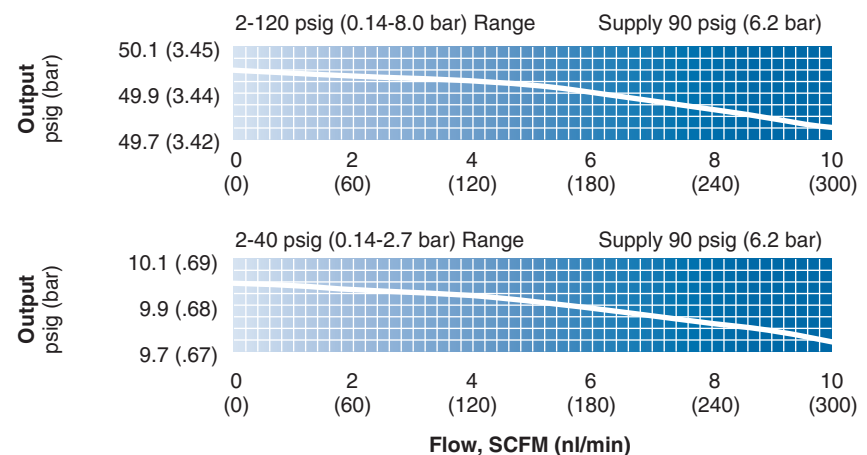 2-120 psig (0.14-8.0 bar) Range Supply 90 psig (6.2 bar)
Output
psig (bar)
50.1 (3.45)
49.9 (3.44)
49.7 (3.42)
0 2 4 6 8 10
(0) (60) (120) (180) (240) (300)
2-40 psig (0.14-2.7 bar) Range Supply 90 psig (6.2 bar)
Output
psig (bar)
10.1 (.69)
9.9 (.68)
9.7 (.67)
0 2 4 6 8 10
(0) (60) (120) (180) (240) (300)
Flow, SCFM (nl/min)